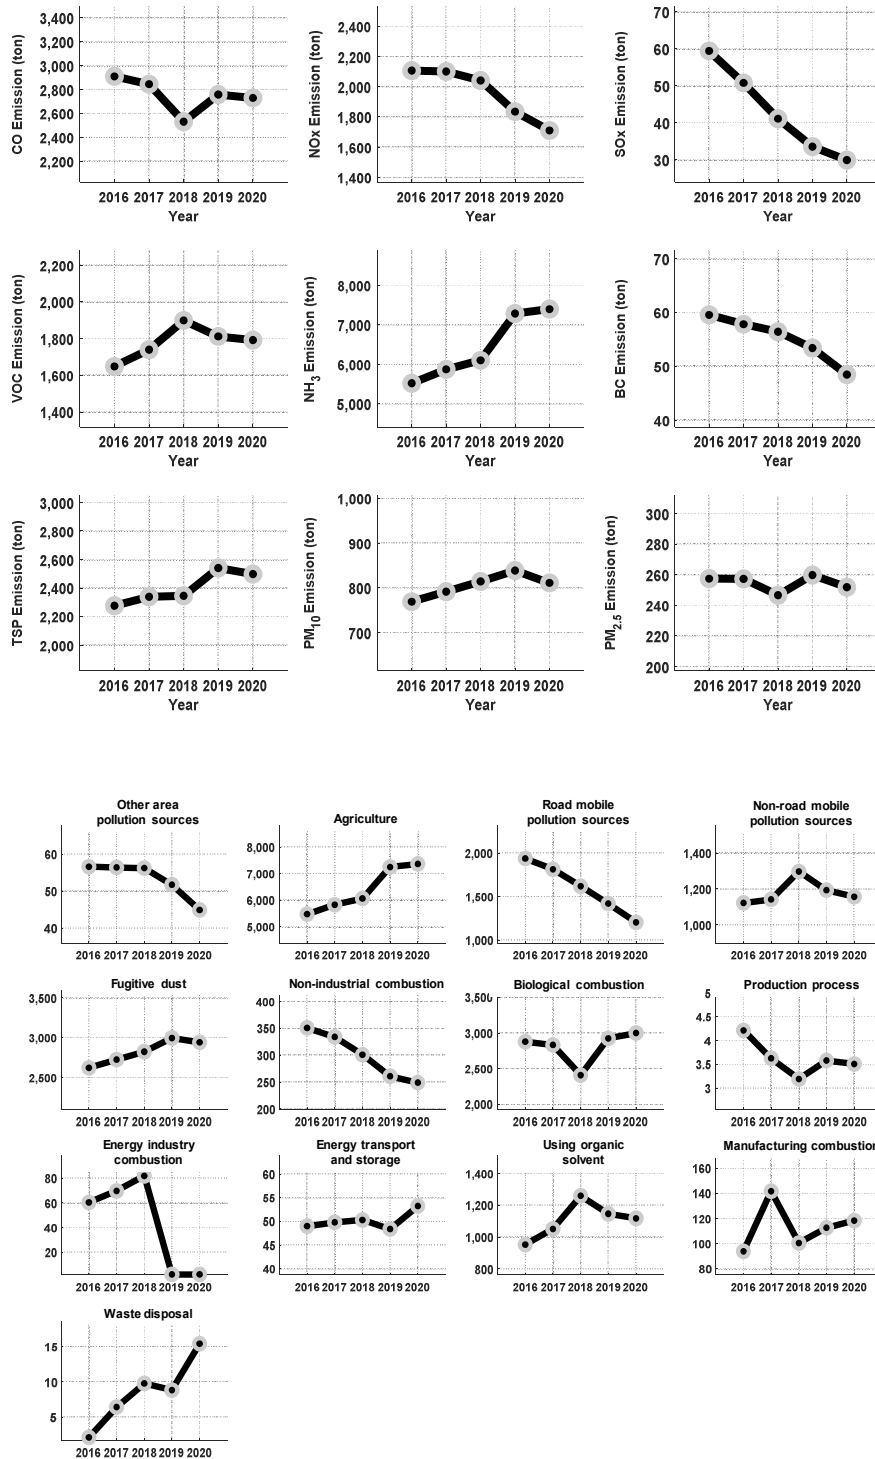 CO Emission (ton)
3,400
3,200
3,000
2,800
2,600
2,400
2,200
2016 2017 2018 2019 2020
Year
NOx Emission (ton)
2,400
2,200
2,000
1,800
1,600
1,400
2016 2017 2018 2019 2020
Year
SOx Emission (ton)
70
60
50
40
30
2016 2017 2018 2019 2020
Year
VOC Emission (ton)
2,200
2,000
1,800
1,600
1,400
2016 2017 2018 2019 2020
Year
NH3 Emission (ton)
8,000
7,000
6,000
5,000
2016 2017 2018 2019 2020
Year
BC Emission (ton)
70
60
50
40
2016 2017 2018 2019 2020
Year
TSP Emission (ton)
3,000
2,800
2,600
2,400
2,200
2,000
2016 2017 2018 2019 2020
Year
PM10 Emission (ton)
1,000
900
800
700
2016 2017 2018 2019 2020
Year
PM2.5 Emission (ton)
300
280
260
240
220
200
2016 2017 2018 2019 2020
Year
Other area
pollution sources
60
50
40
2016 2017 2018 2019 2020
Agriculture
8,000
7,000
6,000
5,000
2016 2017 2018 2019 2020
Road mobile
pollution sources
2,000
1,500
1,000
2016 2017 2018 2019 2020
Non-road mobile
pollution sources
1,400
1,200
1,000
2016 2017 2018 2019 2020
Fugitive dust
3,500
3,000
2,500
2016 2017 2018 2019 2020
Non-industrial combustion
400
350
300
250
200
2016 2017 2018 2019 2020
Biological combustion
3,500
3,000
2,500
2,000
2016 2017 2018 2019 2020
Production process
5
4.5
4
3.5
3
2016 2017 2018 2019 2020
Energy industry
combustion
80
60
40
20
2016 2017 2018 2019 2020
Energy transport
and storage
60
55
50
45
40
2016 2017 2018 2019 2020
Using organic
solvent
1,400
1,200
1,000
800
2016 2017 2018 2019 2020
Manufacturing combustion
160
140
120
100
80
2016 2017 2018 2019 2020
Waste disposal
15
10
5
2016 2017 2018 2019 2020